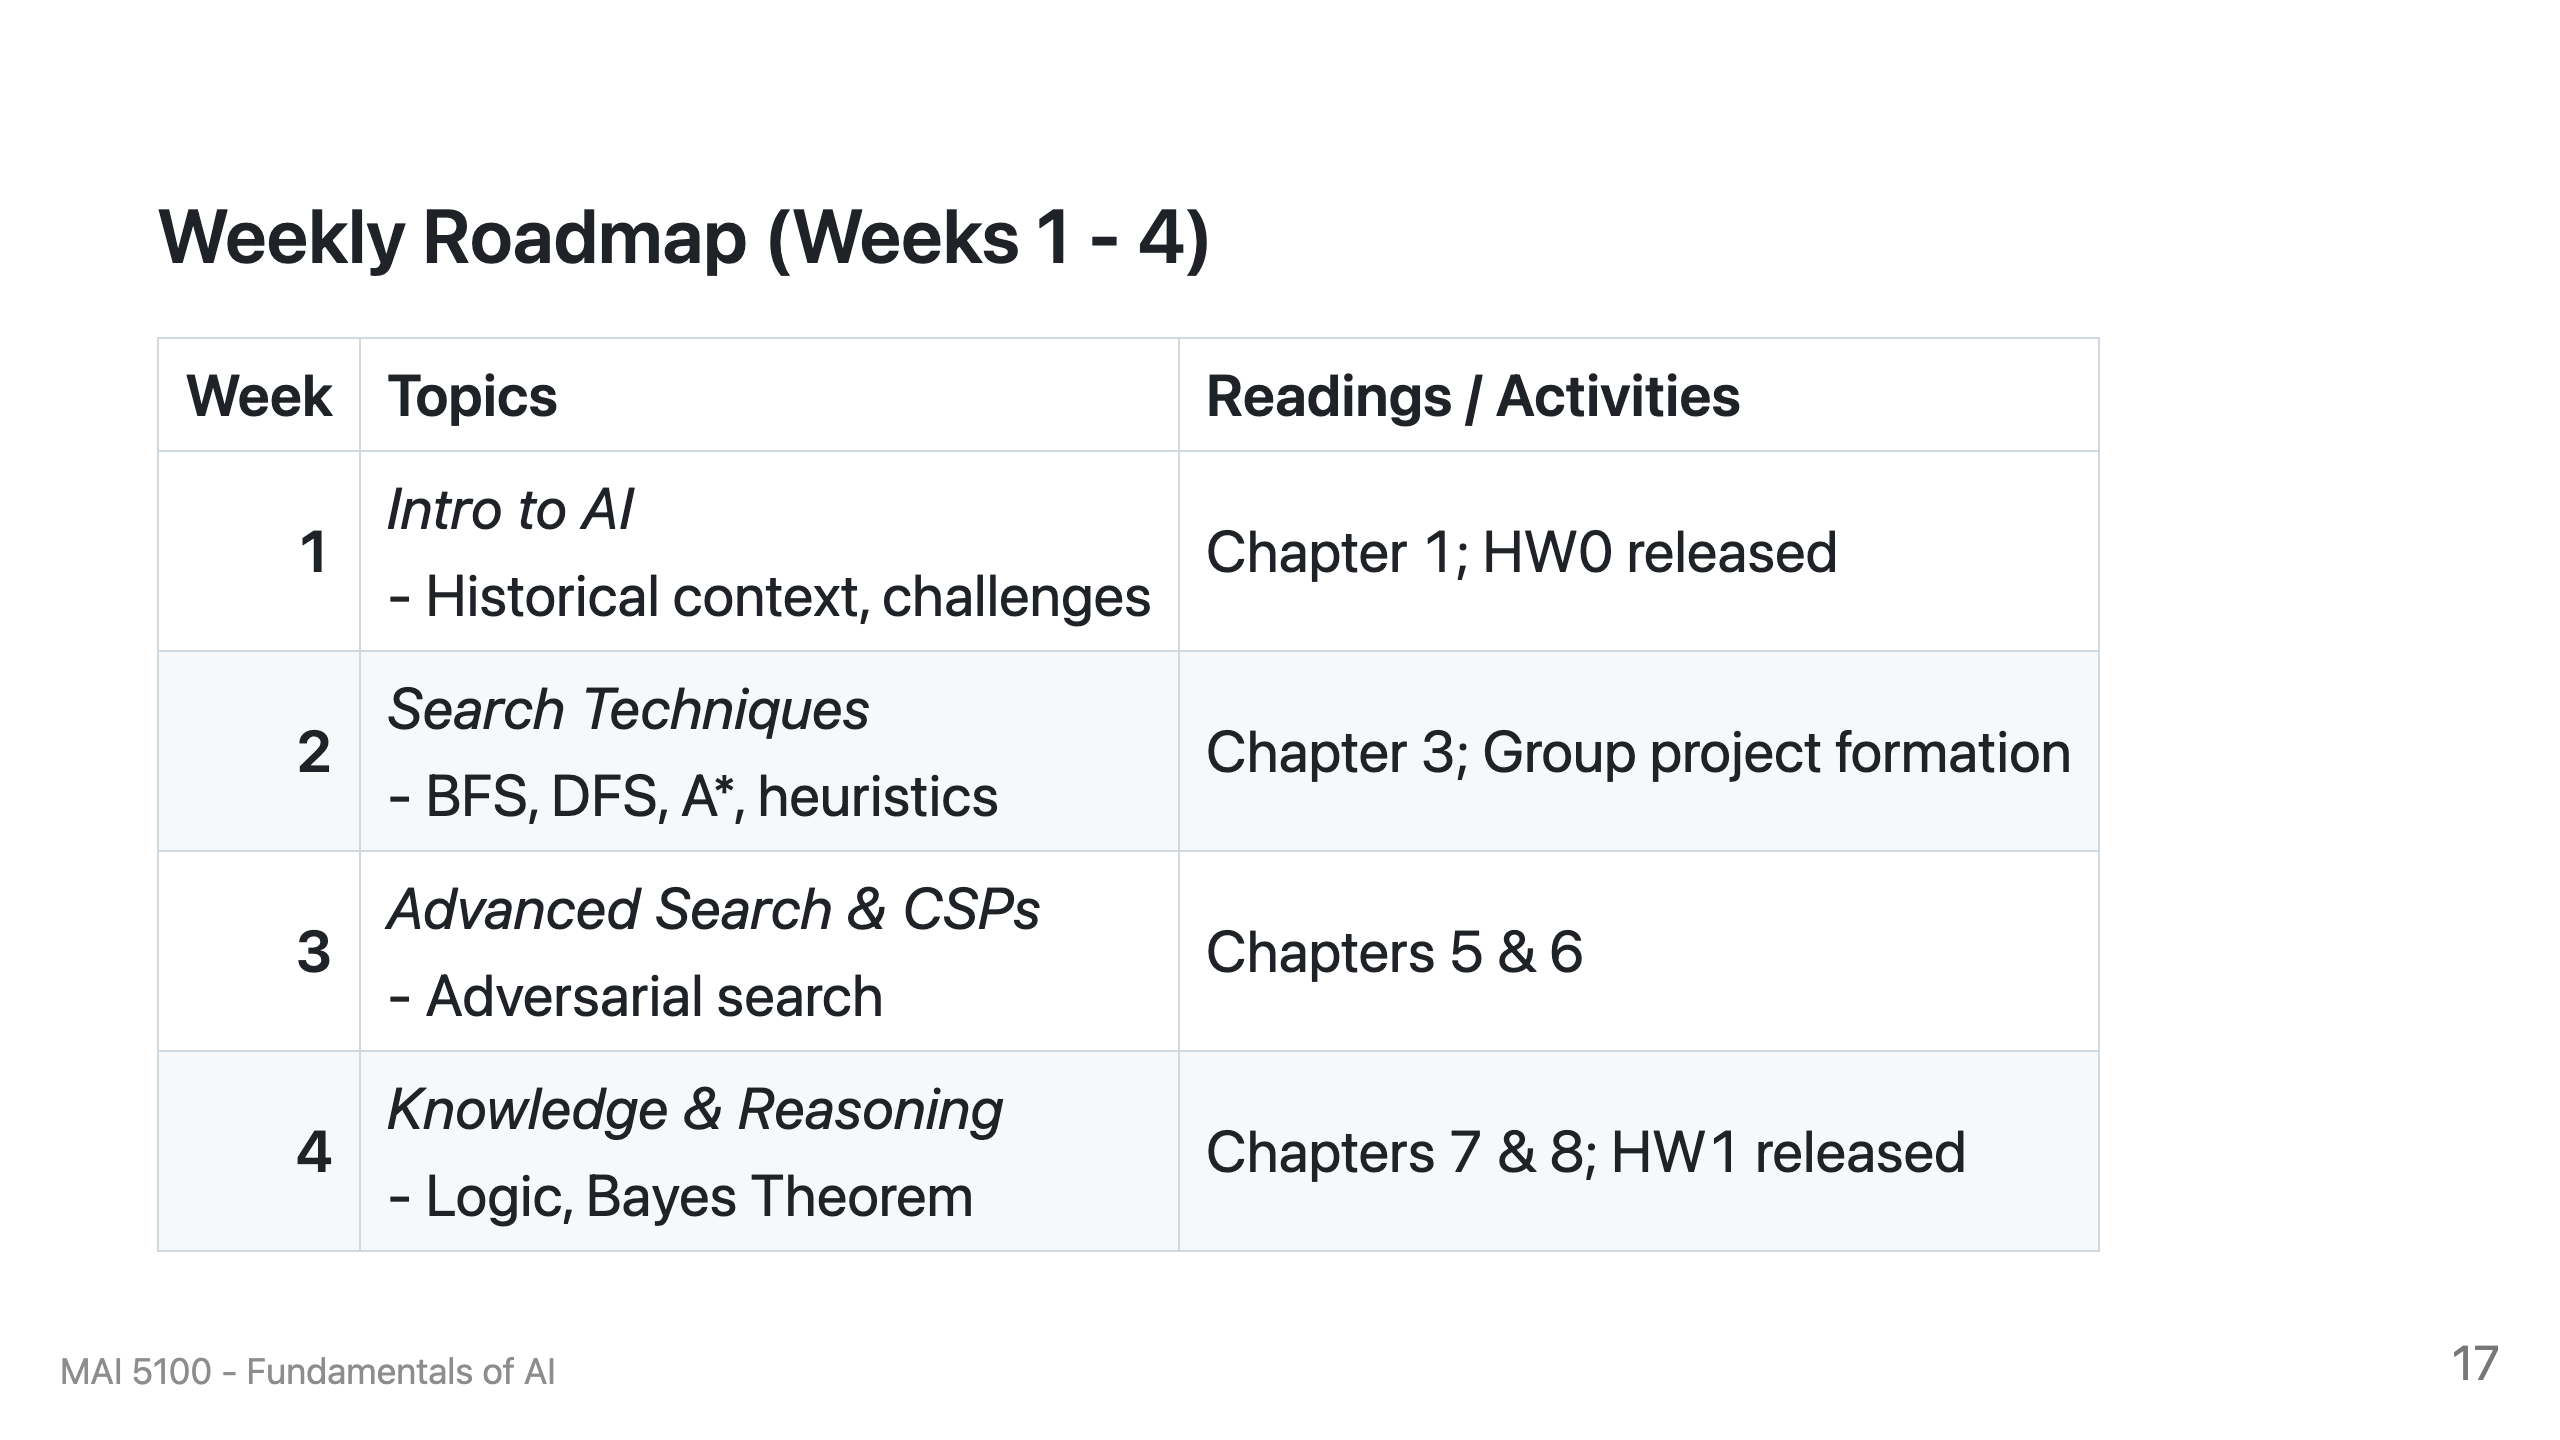 Weekly Roadmap (Weeks 1 - 4)
Week Topics Readings / Activities
1
Intro to AI
- Historical context, challenges
Chapter 1; HW0 released
2
Search Techniques
- BFS, DFS, A*, heuristics
Chapter 3; Group project formation
3
Advanced Search & CSPs
- Adversarial search
Chapters 5 & 6
4
Knowledge & Reasoning
- Logic, Bayes Theorem
Chapters 7 & 8; HW1 released
MAI 5100 - Fundamentals of AI
17